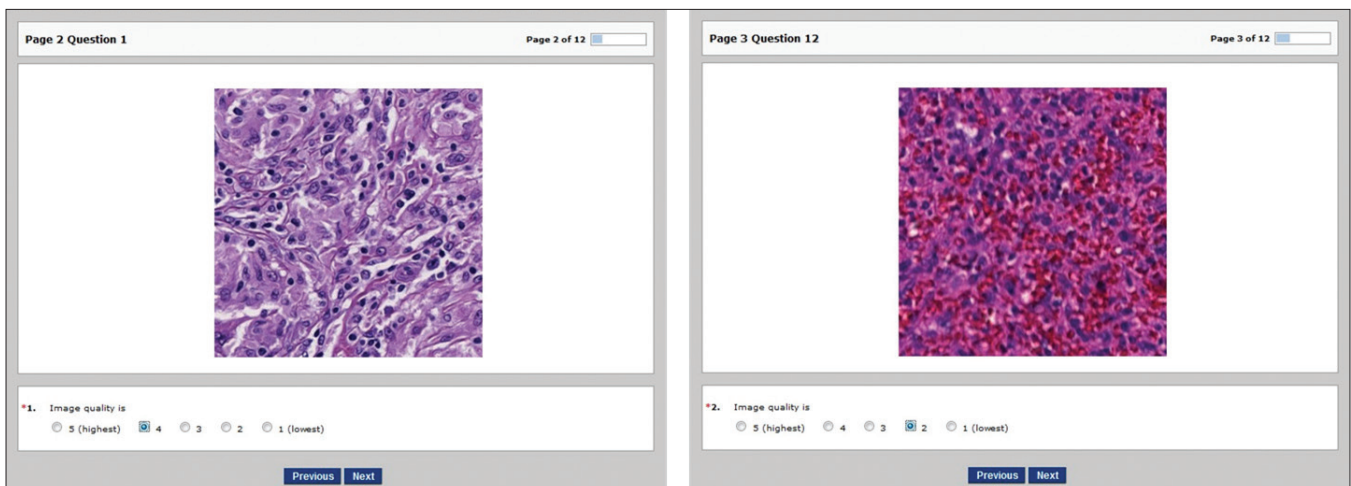 Page 2 Question 1
Page 2 of 12
*1. Image quality is
5 (highest) 4 3 2 1 (lowest)
Previous Next
Page 3 Question 12
Page 3 of 12
*2. Image quality is
5 (highest) 4 3 2 1 (lowest)
Previous Next